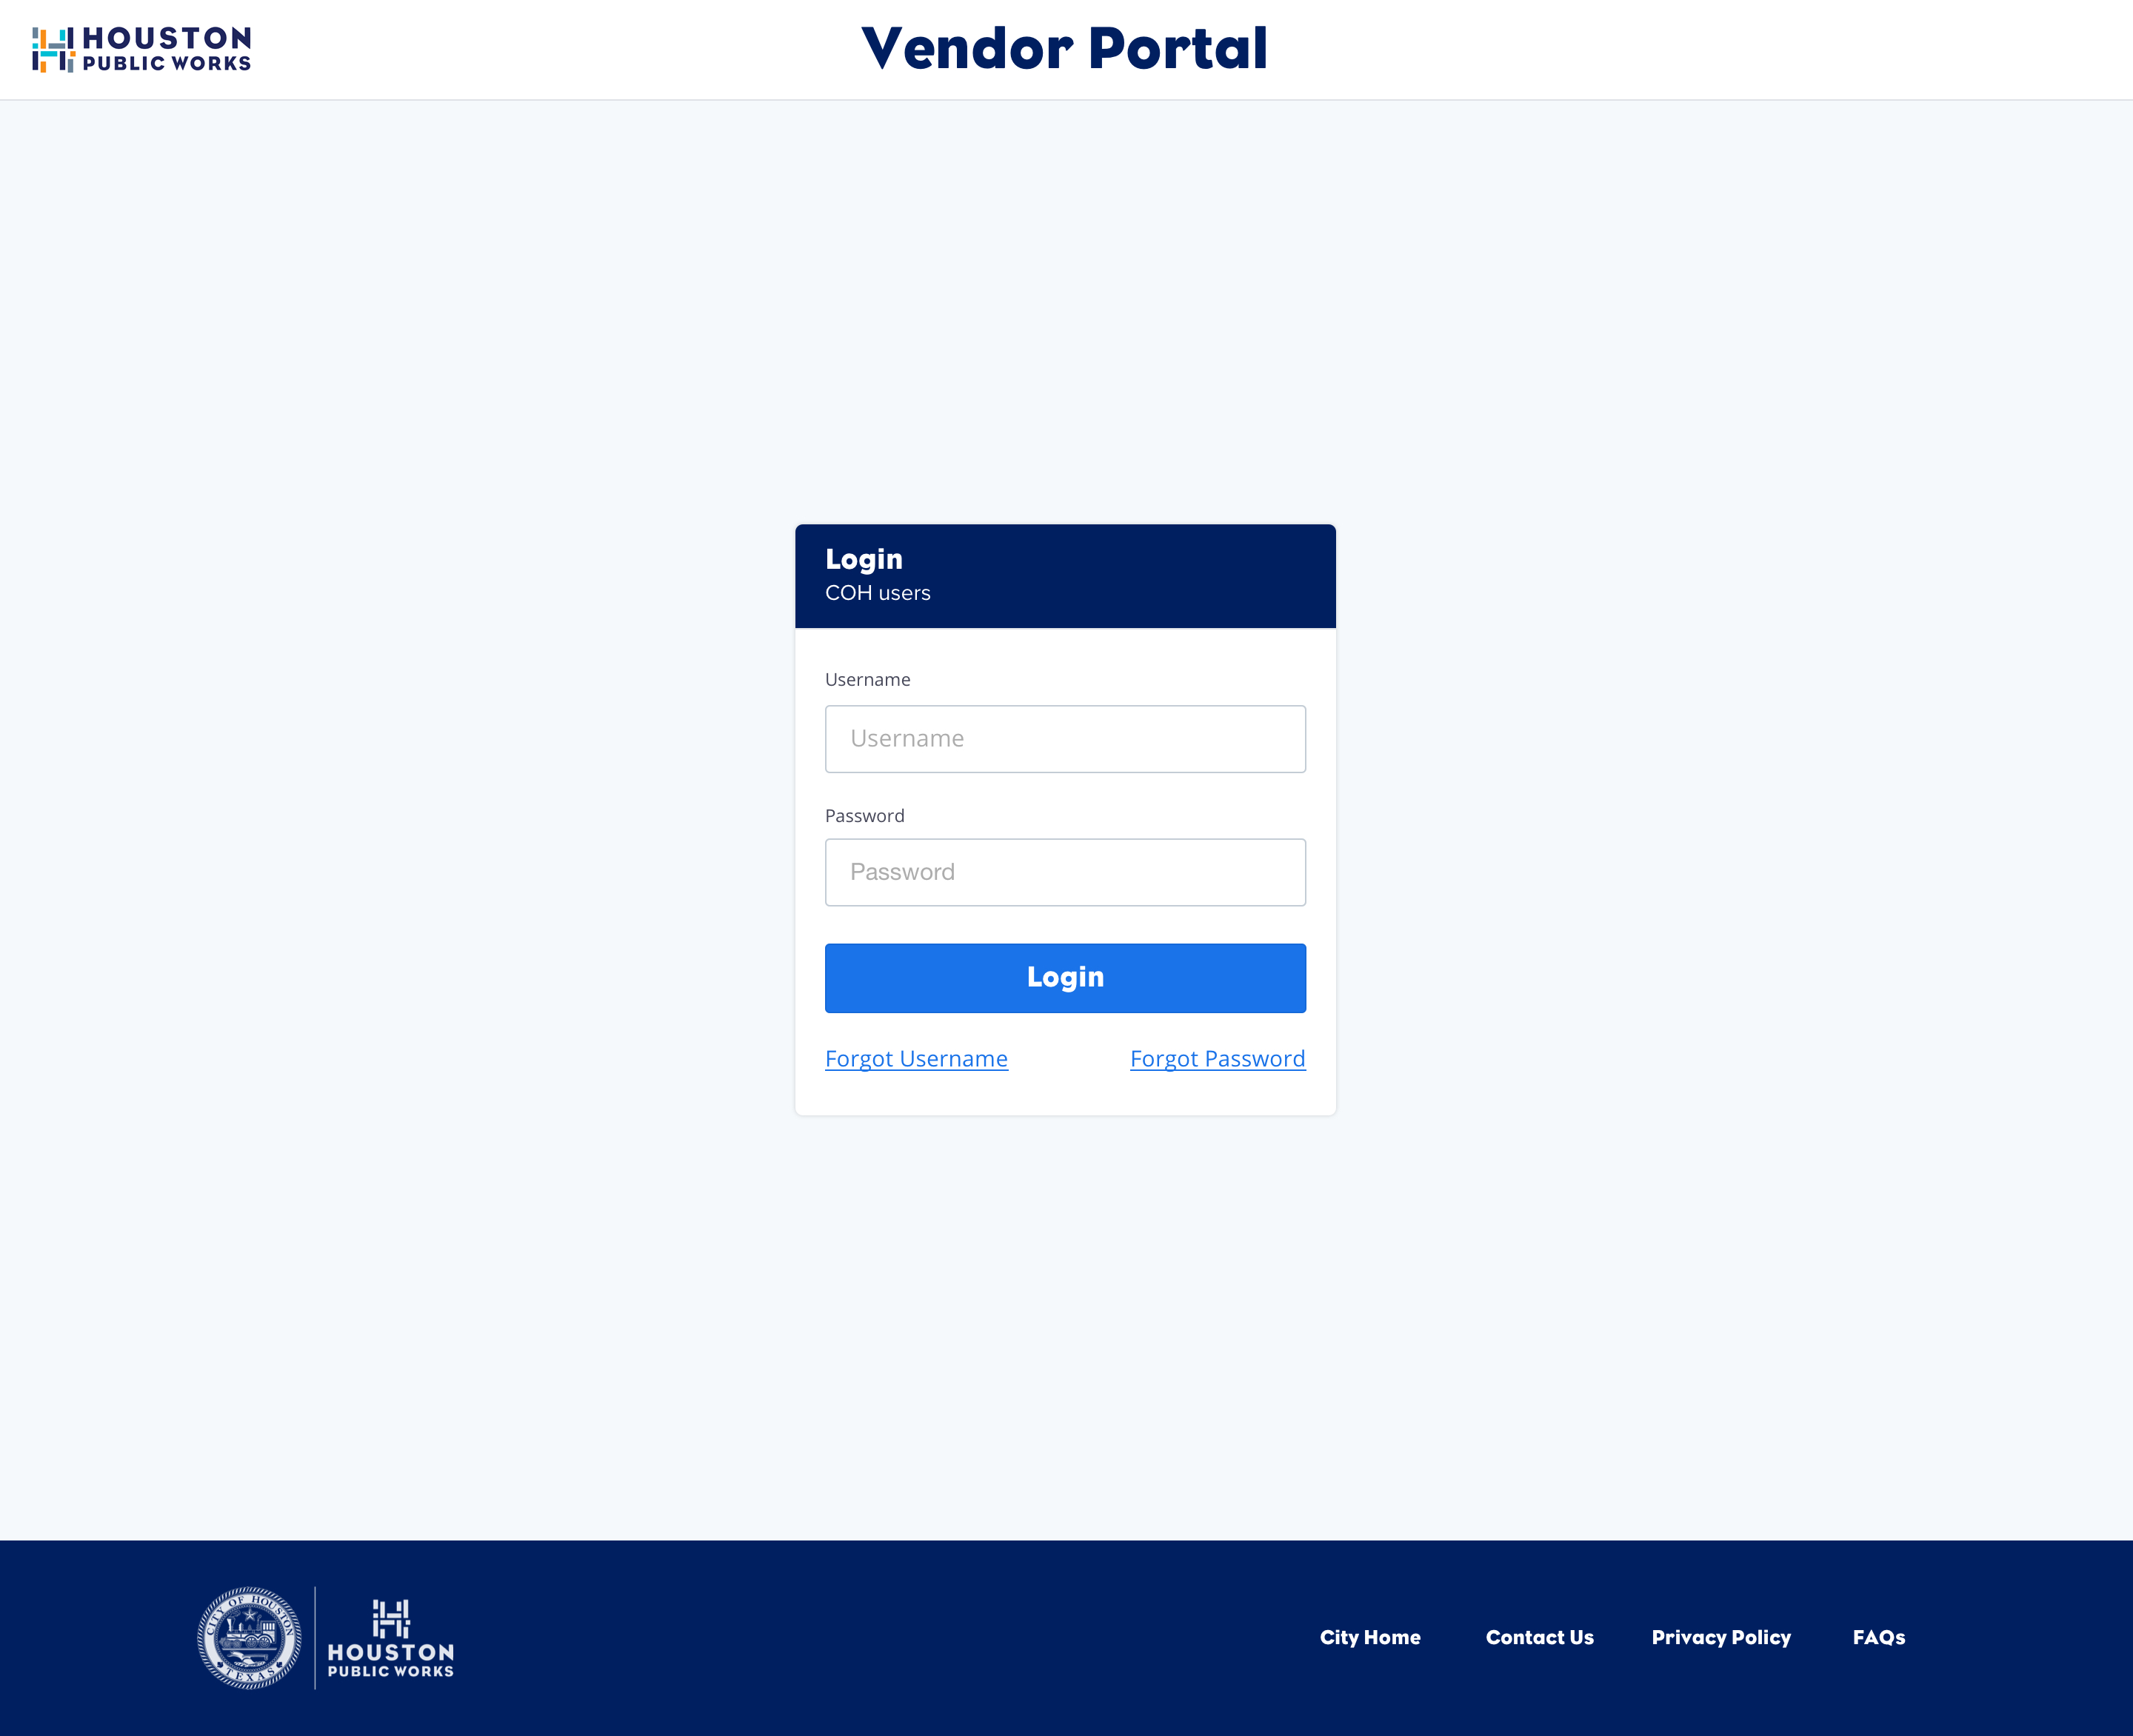 HOUSTON
PUBLIC WORKS
Vendor Portal
Login
COH users
Username
Username
Password
Password
Login
Forgot Username Forgot Password
CITY OF HOUSTON
TEXAS
HOUSTON
PUBLIC WORKS
City Home Contact Us Privacy Policy FAQs